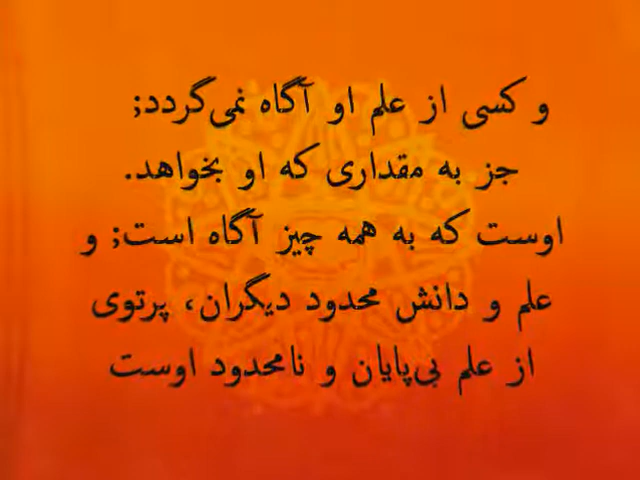 و کسی از علم او آگاه نمی‌گردد;
جز به مقداری که او بخواهد.
اوست که به همه چیز آگاه است; و
علم و دانش محدود دیگران، پرتوی
از علم بی‌پایان و نامحدود اوست